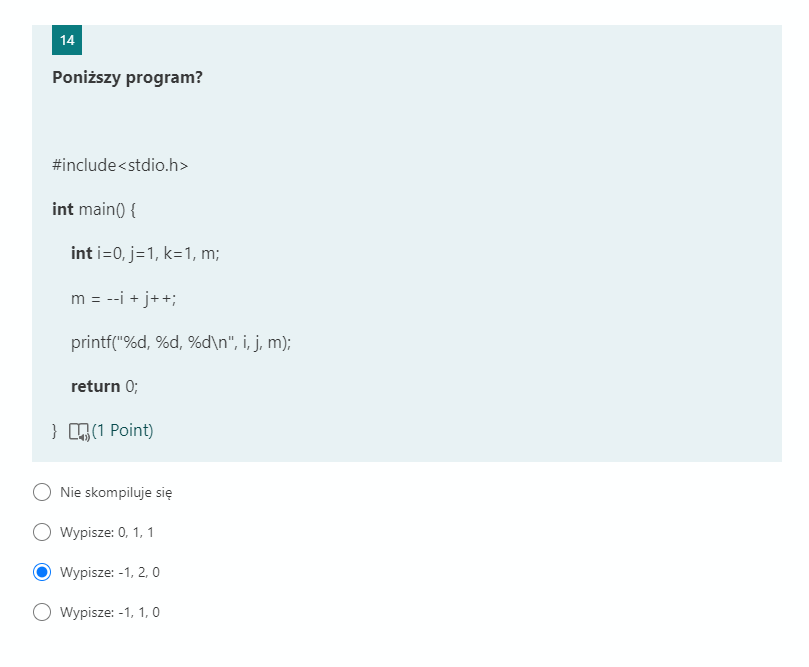 14
Poniższy program?
#include<stdio.h>
int main() {
int i=0, j=1, k=1, m;
m = --i + j++;
printf("%d, %d, %d\n", i, j, m);
return 0;
} (1 Point)
Nie skompiluje się
Wypisze: 0, 1, 1
Wypisze: -1, 2, 0
Wypisze: -1, 1, 0